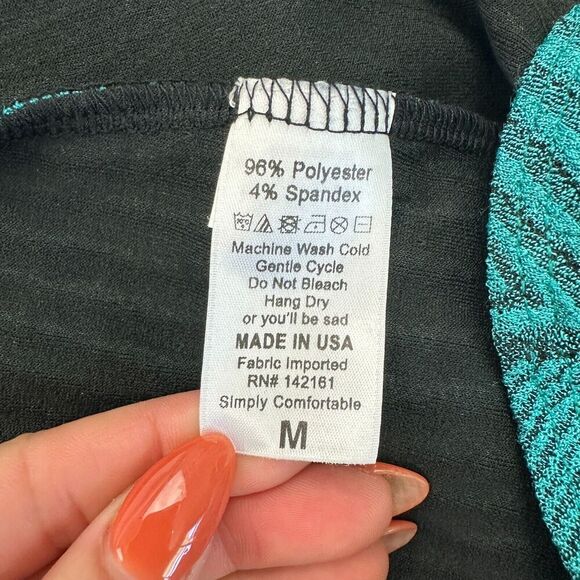 96% Polyester
4% Spandex
Machine Wash Cold
Gentle Cycle
Do Not Bleach
Hang Dry
or you'll be sad
MADE IN USA
Fabric Imported
RN# 142161
Simply Comfortable
M